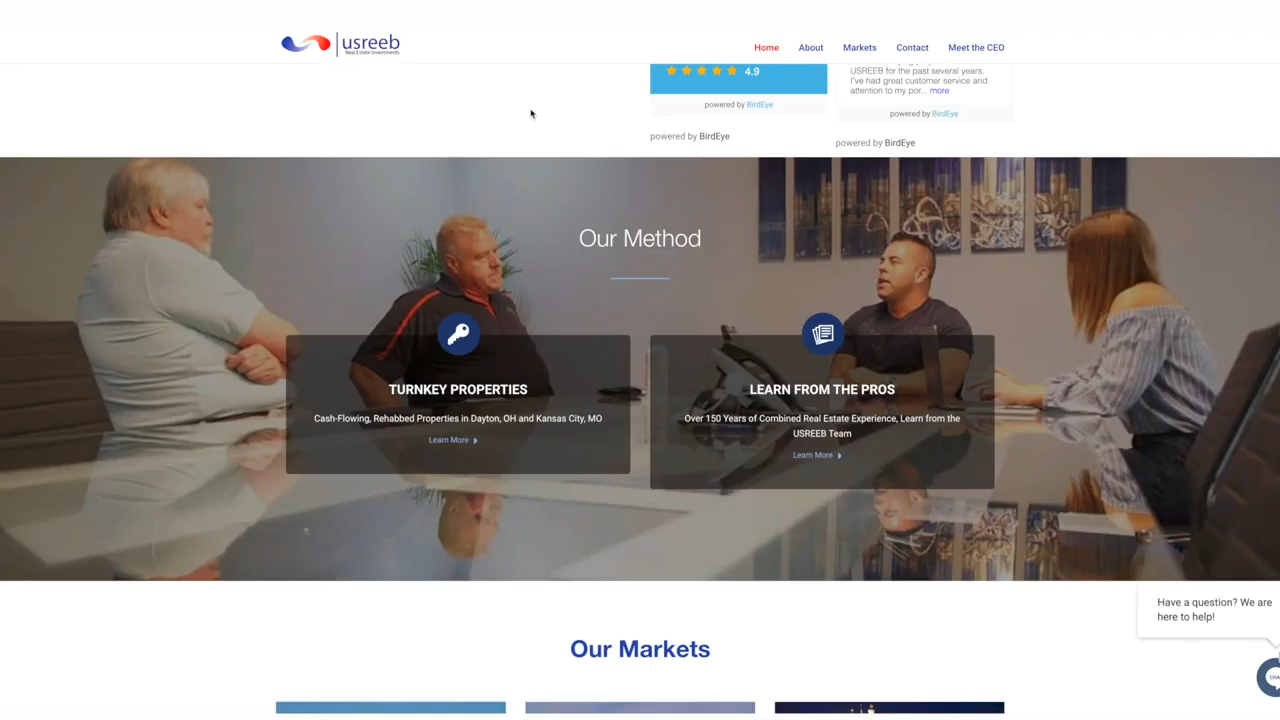 usreeb
Real Estate Investments
Home About Markets Contact Meet the CEO
4.9
powered by BirdEye
powered by BirdEye
USREEB for the past several years.
I've had great customer service and
attention to my por... more
powered by BirdEye
powered by BirdEye
Our Method
TURNKEY PROPERTIES
Cash-Flowing, Rehabbed Properties in Dayton, OH and Kansas City, MO
Learn More
LEARN FROM THE PROS
Over 150 Years of Combined Real Estate Experience, Learn from the
USREEB Team
Learn More
Our Markets
Have a question? We are
here to help!